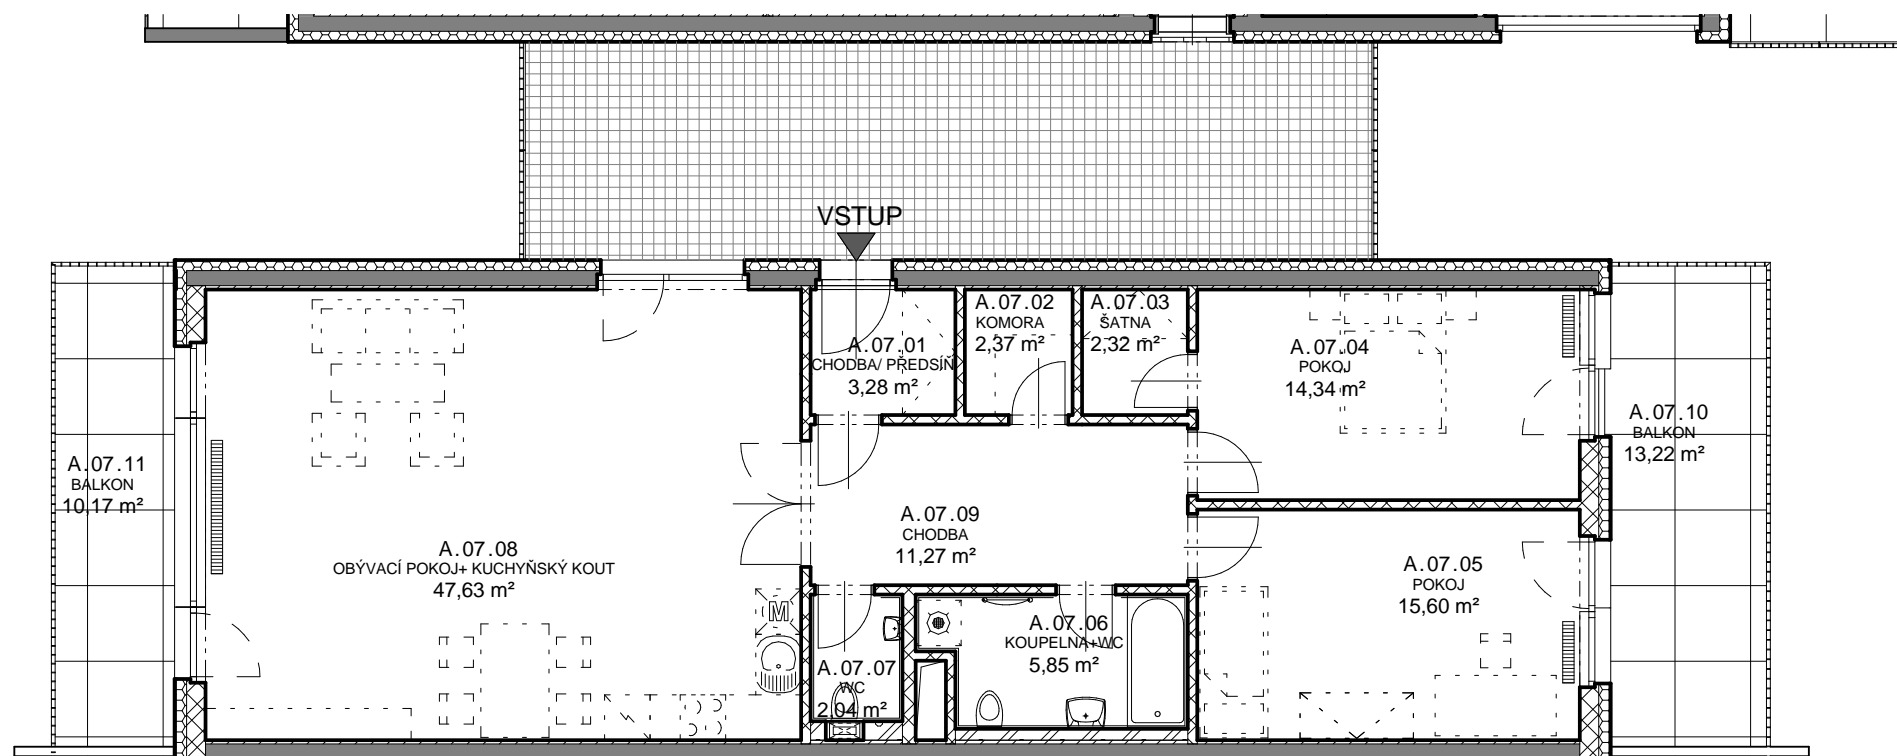 VSTUP
A.07.01
CHODBA/ PŘEDSÍŇ
3,28 m²
A.07.02
KOMORA
2,37 m²
A.07.03
ŠATNA
2,32 m²
A.07.04
POKOJ
14,34 m²
A.07.10
BALKON
13,22 m²
A.07.11
BALKON
10,17 m²
A.07.09
CHODBA
11,27 m²
A.07.08
OBÝVACÍ POKOJ+ KUCHYŇSKÝ KOUT
47,63 m²
A.07.05
POKOJ
15,60 m²
M
A.07.06
KOUPELNA+WC
5,85 m²
A.07.07
WC
2,04 m²